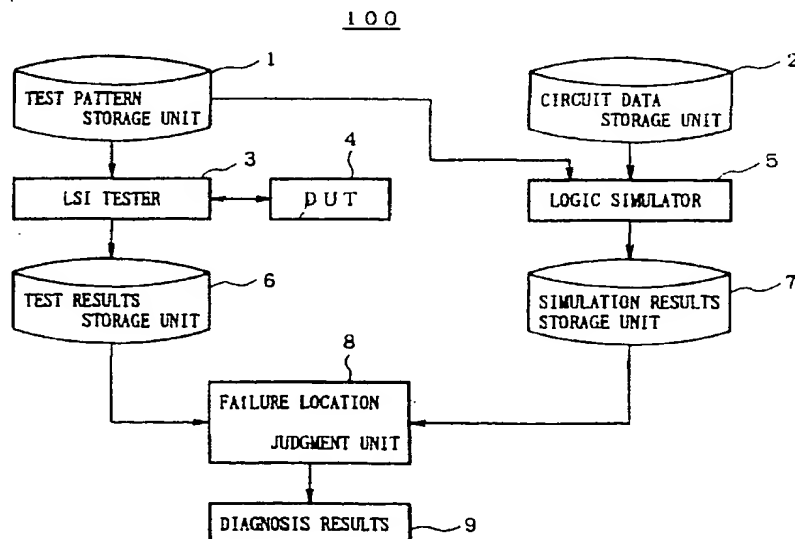 100
1
TEST PATTERN
STORAGE UNIT
2
CIRCUIT DATA
STORAGE UNIT
3
LSI TESTER
4
DUT
5
LOGIC SIMULATOR
6
TEST RESULTS
STORAGE UNIT
7
SIMULATION RESULTS
STORAGE UNIT
8
FAILURE LOCATION
JUDGMENT UNIT
DIAGNOSIS RESULTS
9